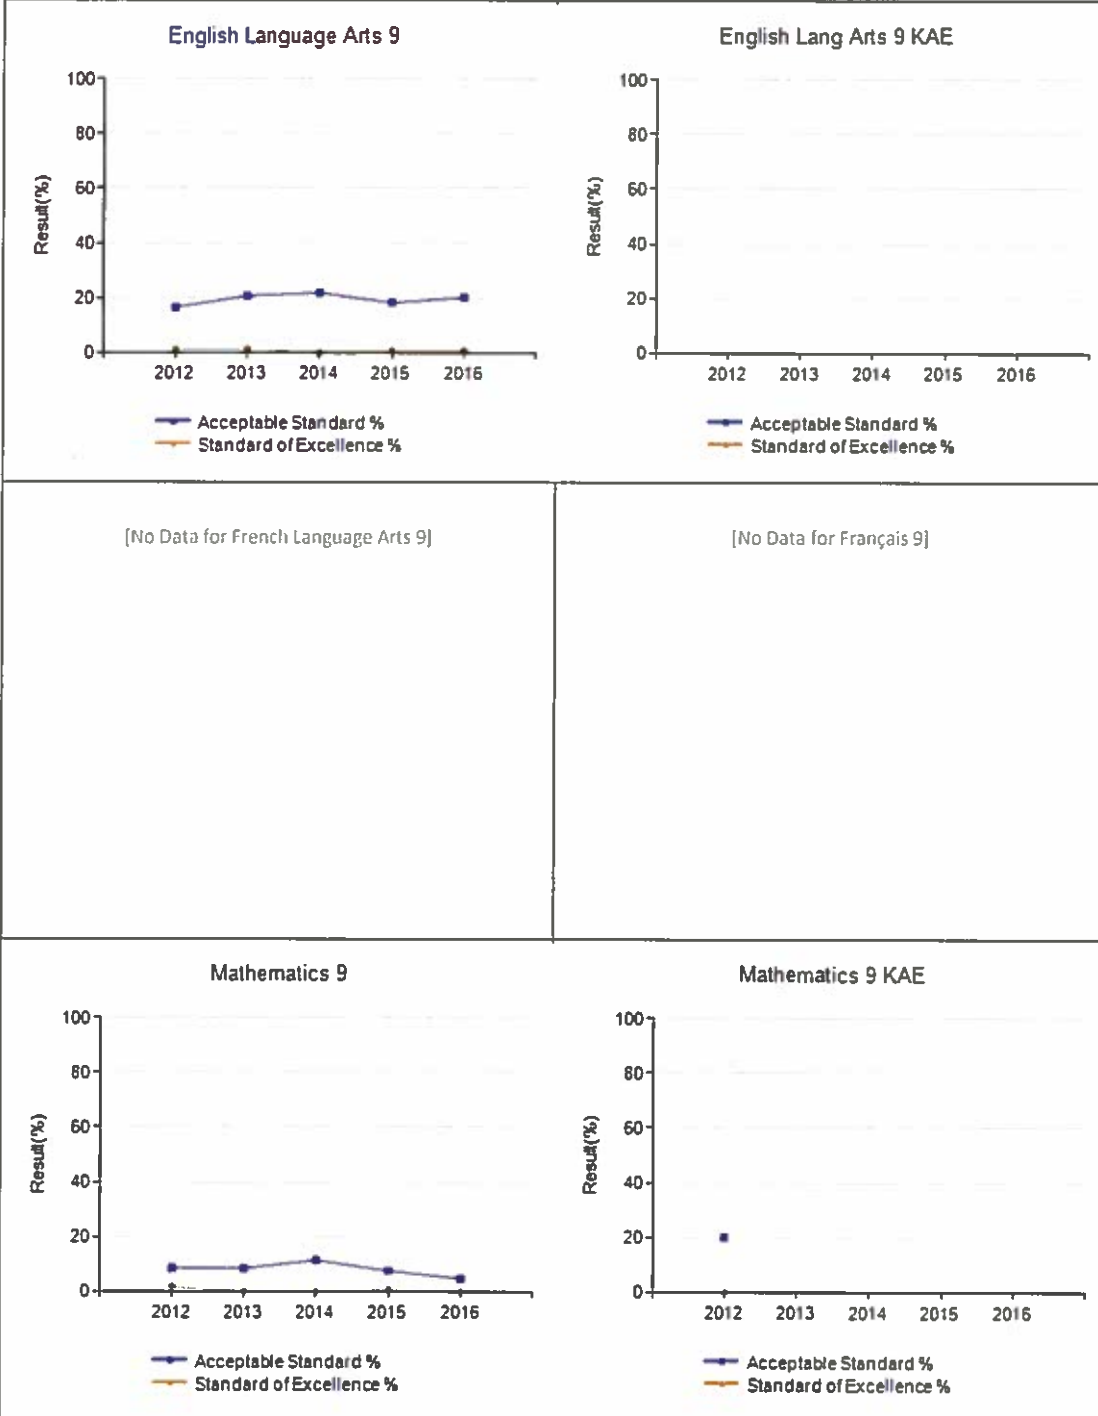 English Language Arts 9
100
80
60
40
20
0
Result(%)
2012 2013 2014 2015 2016
Acceptable Standard %
Standard of Excellence %
English Lang Arts 9 KAE
100
80
60
40
20
0
Result(%)
2012 2013 2014 2015 2016
Acceptable Standard %
Standard of Excellence %
[No Data for French Language Arts 9]
[No Data for Français 9]
Mathematics 9
100
80
60
40
20
0
Result(%)
2012 2013 2014 2015 2016
Acceptable Standard %
Standard of Excellence %
Mathematics 9 KAE
100
80
60
40
20
0
Result(%)
2012 2013 2014 2015 2016
Acceptable Standard %
Standard of Excellence %